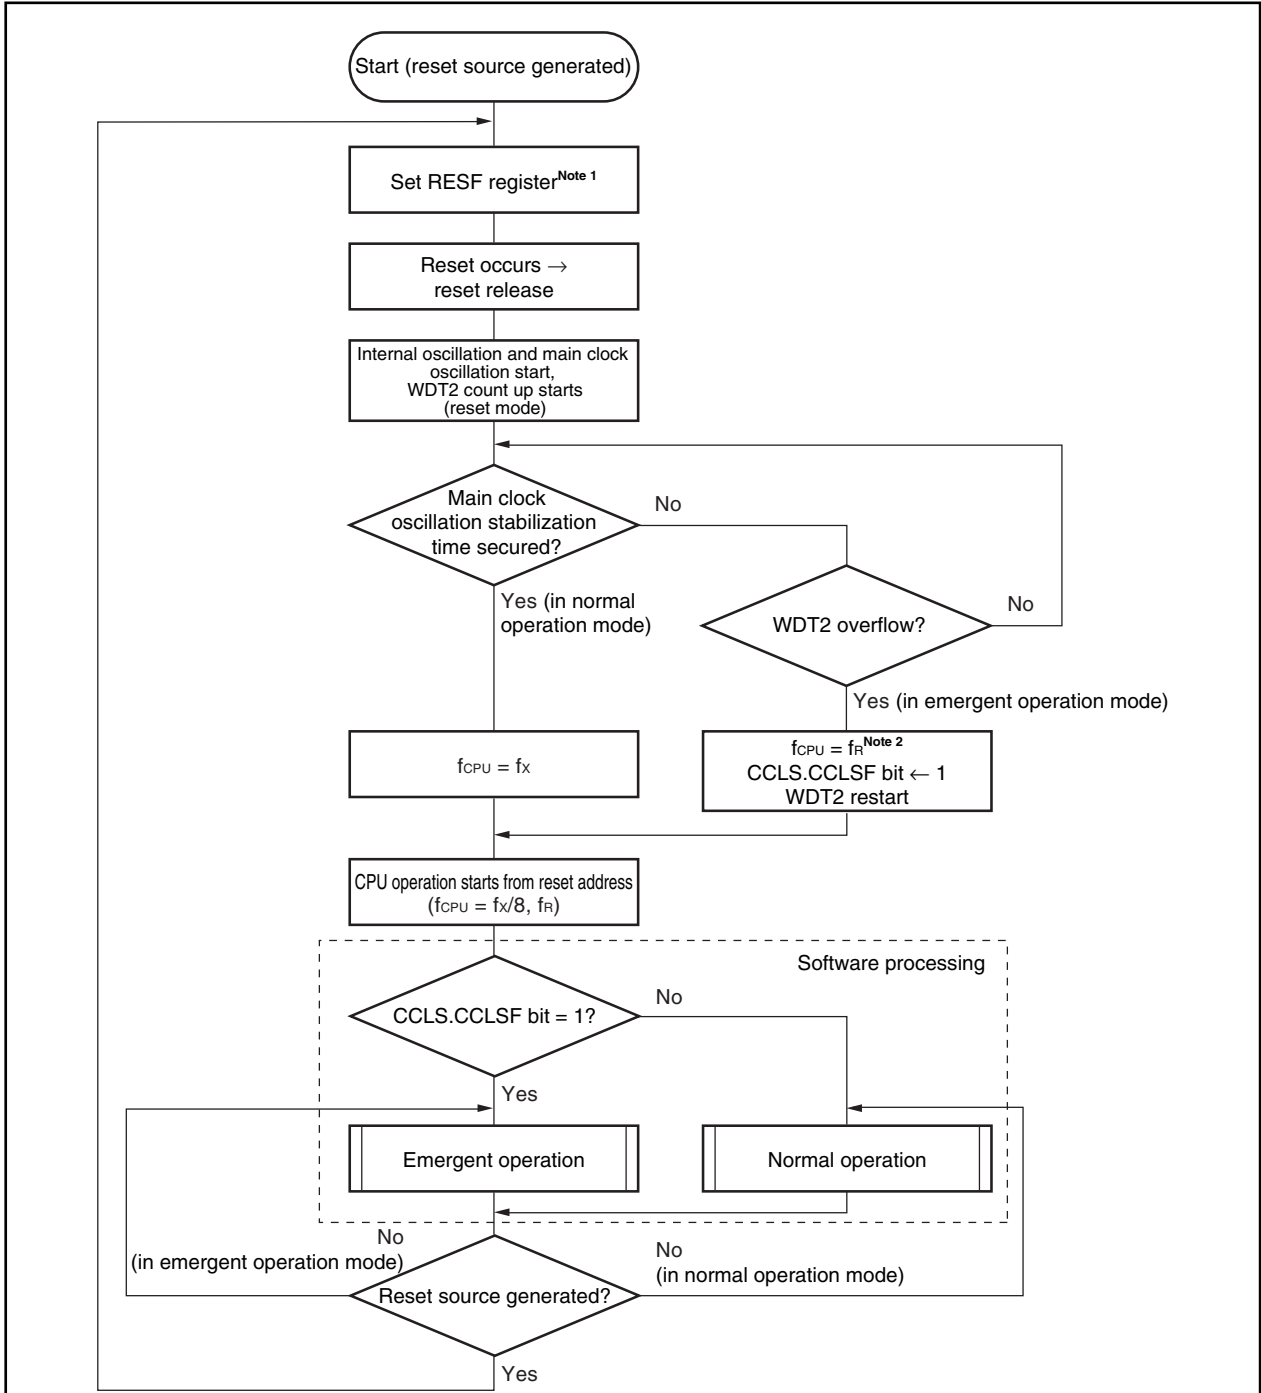 Start (reset source generated)
Set RESF register Note 1
Reset occurs →
reset release
Internal oscillation and main clock
oscillation start,
WDT2 count up starts
(reset mode)
Main clock
oscillation stabilization
time secured?
No
Yes (in normal
operation mode)
WDT2 overflow?
No
Yes (in emergent operation mode)
fCPU = fX
fCPU = fR Note 2
CCLS.CCLSF bit ← 1
WDT2 restart
CPU operation starts from reset address
(fCPU = fX/8, fR)
Software processing
CCLS.CCLSF bit = 1?
No
Yes
Emergent operation
Normal operation
No
(in emergent operation mode)
No
(in normal operation mode)
Reset source generated?
Yes